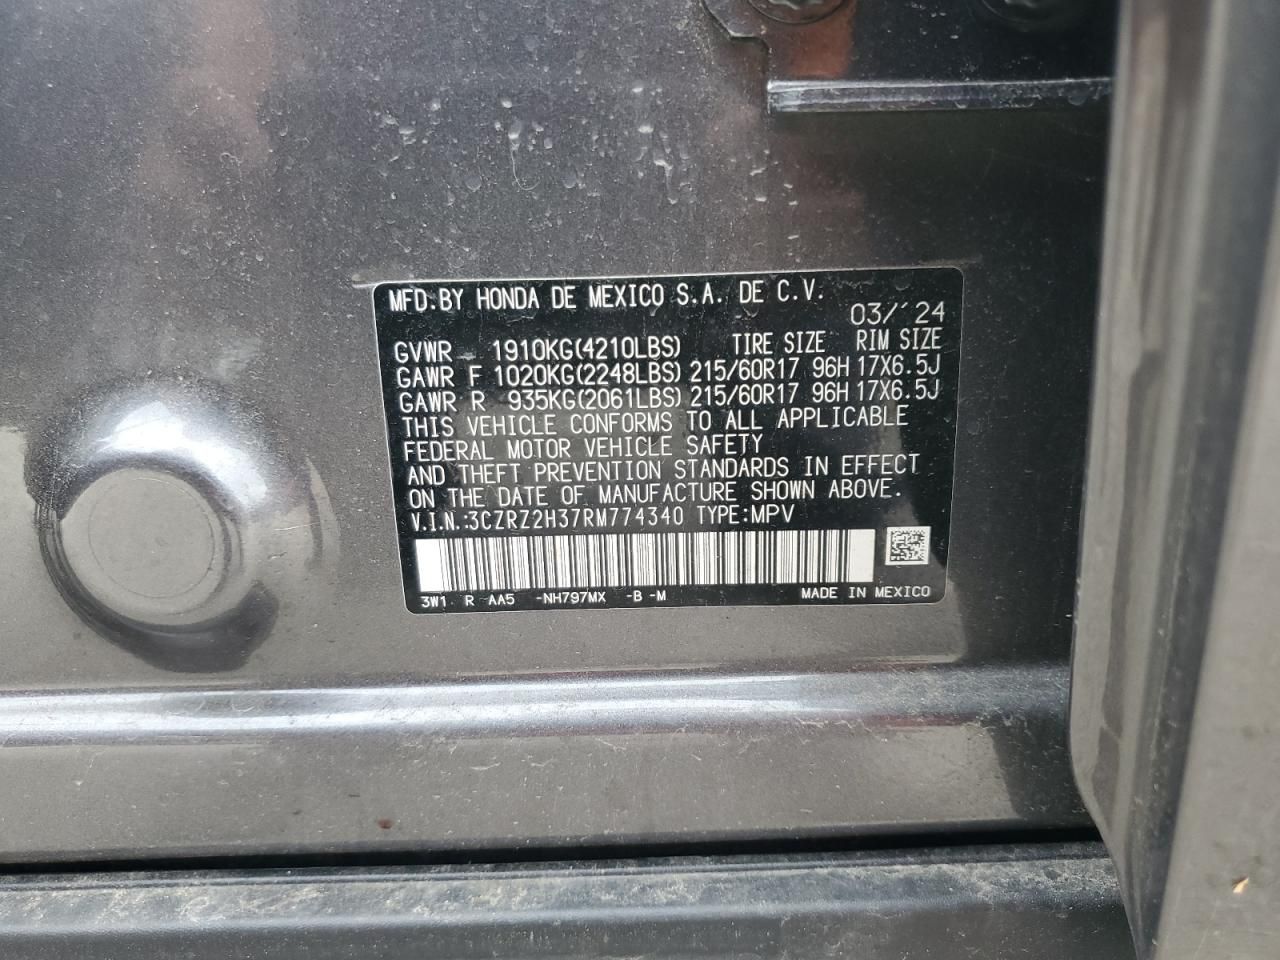 MFD.BY HONDA DE MEXICO S.A. DE C.V.
03/'24
GVWR 1910KG(4210LBS) TIRE SIZE RIM SIZE
GAWR F 1020KG(2248LBS) 215/60R17 96H 17X6.5J
GAWR R 935KG(2061LBS) 215/60R17 96H 17X6.5J
THIS VEHICLE CONFORMS TO ALL APPLICABLE
FEDERAL MOTOR VEHICLE SAFETY
AND THEFT PREVENTION STANDARDS IN EFFECT
ON THE DATE OF MANUFACTURE SHOWN ABOVE.
V.I.N.:3CZRZ2H37RM774340 TYPE:MPV
3W1 R AA5 -NH797MX -B -M MADE IN MEXICO